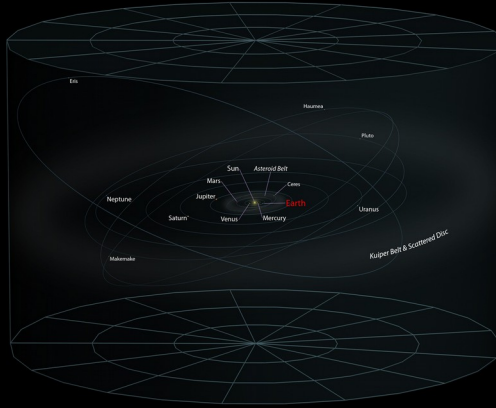 Eris
Haumea
Pluto
Sun
Asteroid Belt
Mars
Ceres
Jupiter
Neptune
Earth
Uranus
Saturn
Venus
Mercury
Kuiper Belt & Scattered Disc
Makemake